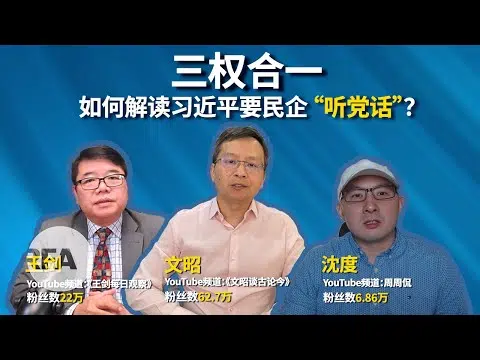 三权合一
如何解读习近平要民企“听党话”？
RFA
王剑
YouTube频道：《王剑每日观察》
粉丝数22万
文昭
YouTube频道：《文昭谈古论今》
粉丝数62.7万
沈度
YouTube频道：周周侃
粉丝数6.86万